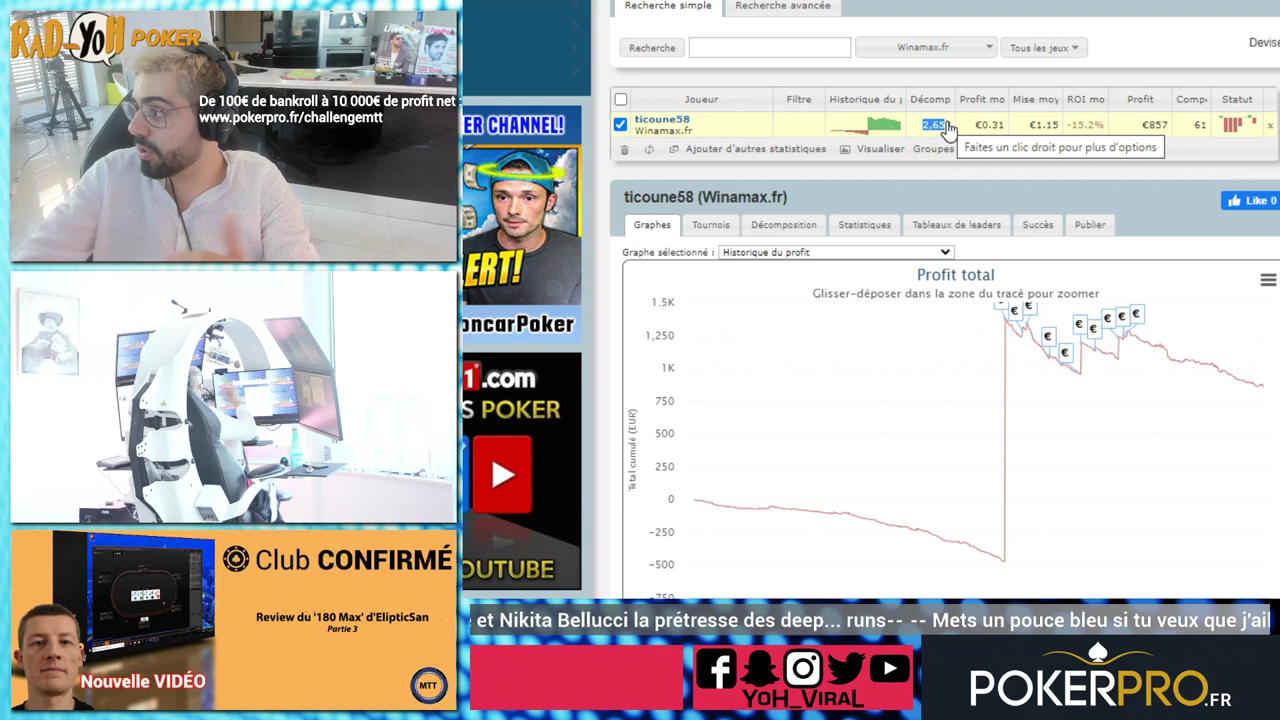 RAD-YoH POKER
De 100€ de bankroll à 10 000€ de profit net :
www.pokerpro.fr/challengemtt
Club CONFIRMÉ
Review du '180 Max' d'ElipticSan
Partie 3
Nouvelle VIDÉO
MTT
ER CHANNEL!
ERT!
oncarPoker
1.com
S POKER
OUTUBE
Recherche simple
Recherche avancée
Recherche
Winamax.fr
Tous les jeux
Devise
Joueur Filtre Historique du p Décomp Profit mo Mise moy ROI mo Profit Compé Statut
ticoune58 2,65 €0.31 €1.15 -15.2% €857 61 x
Winamax.fr
Faites un clic droit pour plus d'options
Ajouter d'autres statistiques Visualiser Groupes
ticoune58 (Winamax.fr)
Like 0
Graphes Tournois Décomposition Statistiques Tableaux de leaders Succès Publier
Graphe sélectionné : Historique du profit
Profit total
Glisser-déposer dans la zone du tracé pour zoomer
Total cumulé (EUR)
1.5K
1,250
1K
750
500
250
0
-250
-500
-750
€ € € € € € € € € €
et Nikita Bellucci la prétresse des deep... runs-- -- Mets un pouce bleu si tu veux que j'ail
YoH_ViraL
POKERPRO.FR